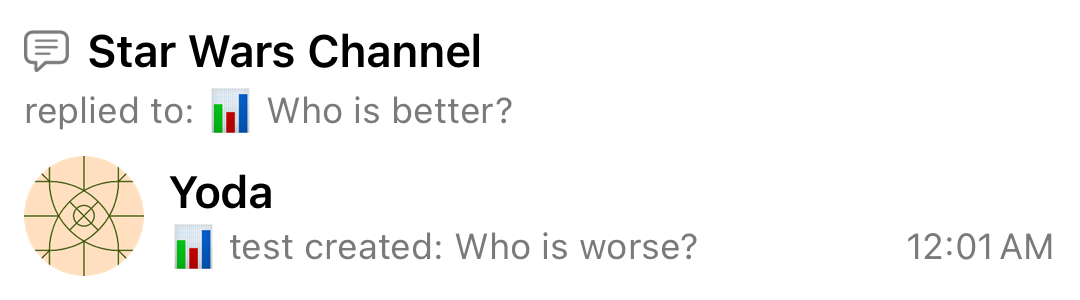 Star Wars Channel
replied to: 📊 Who is better?
Yoda
📊 test created: Who is worse?
12:01 AM